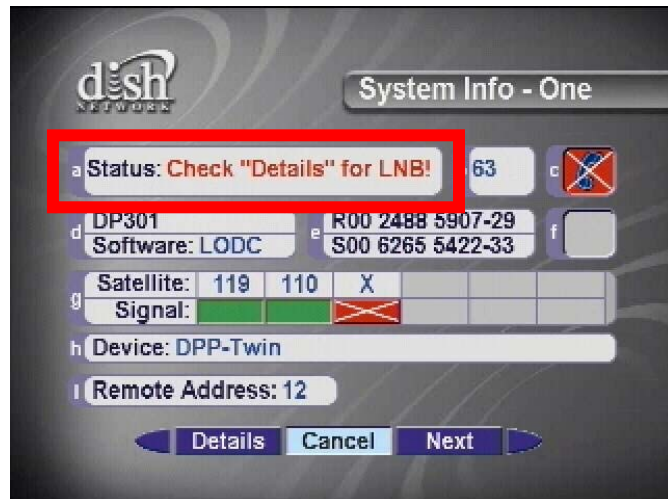 dish
NETWORK
System Info - One
a Status: Check "Details" for LNB! 63 c
d DP301 e R00 2488 5907-29 f
Software: LODC S00 6265 5422-33
g Satellite: 119 110 X
Signal:
h Device: DPP-Twin
I Remote Address: 12
Details Cancel Next